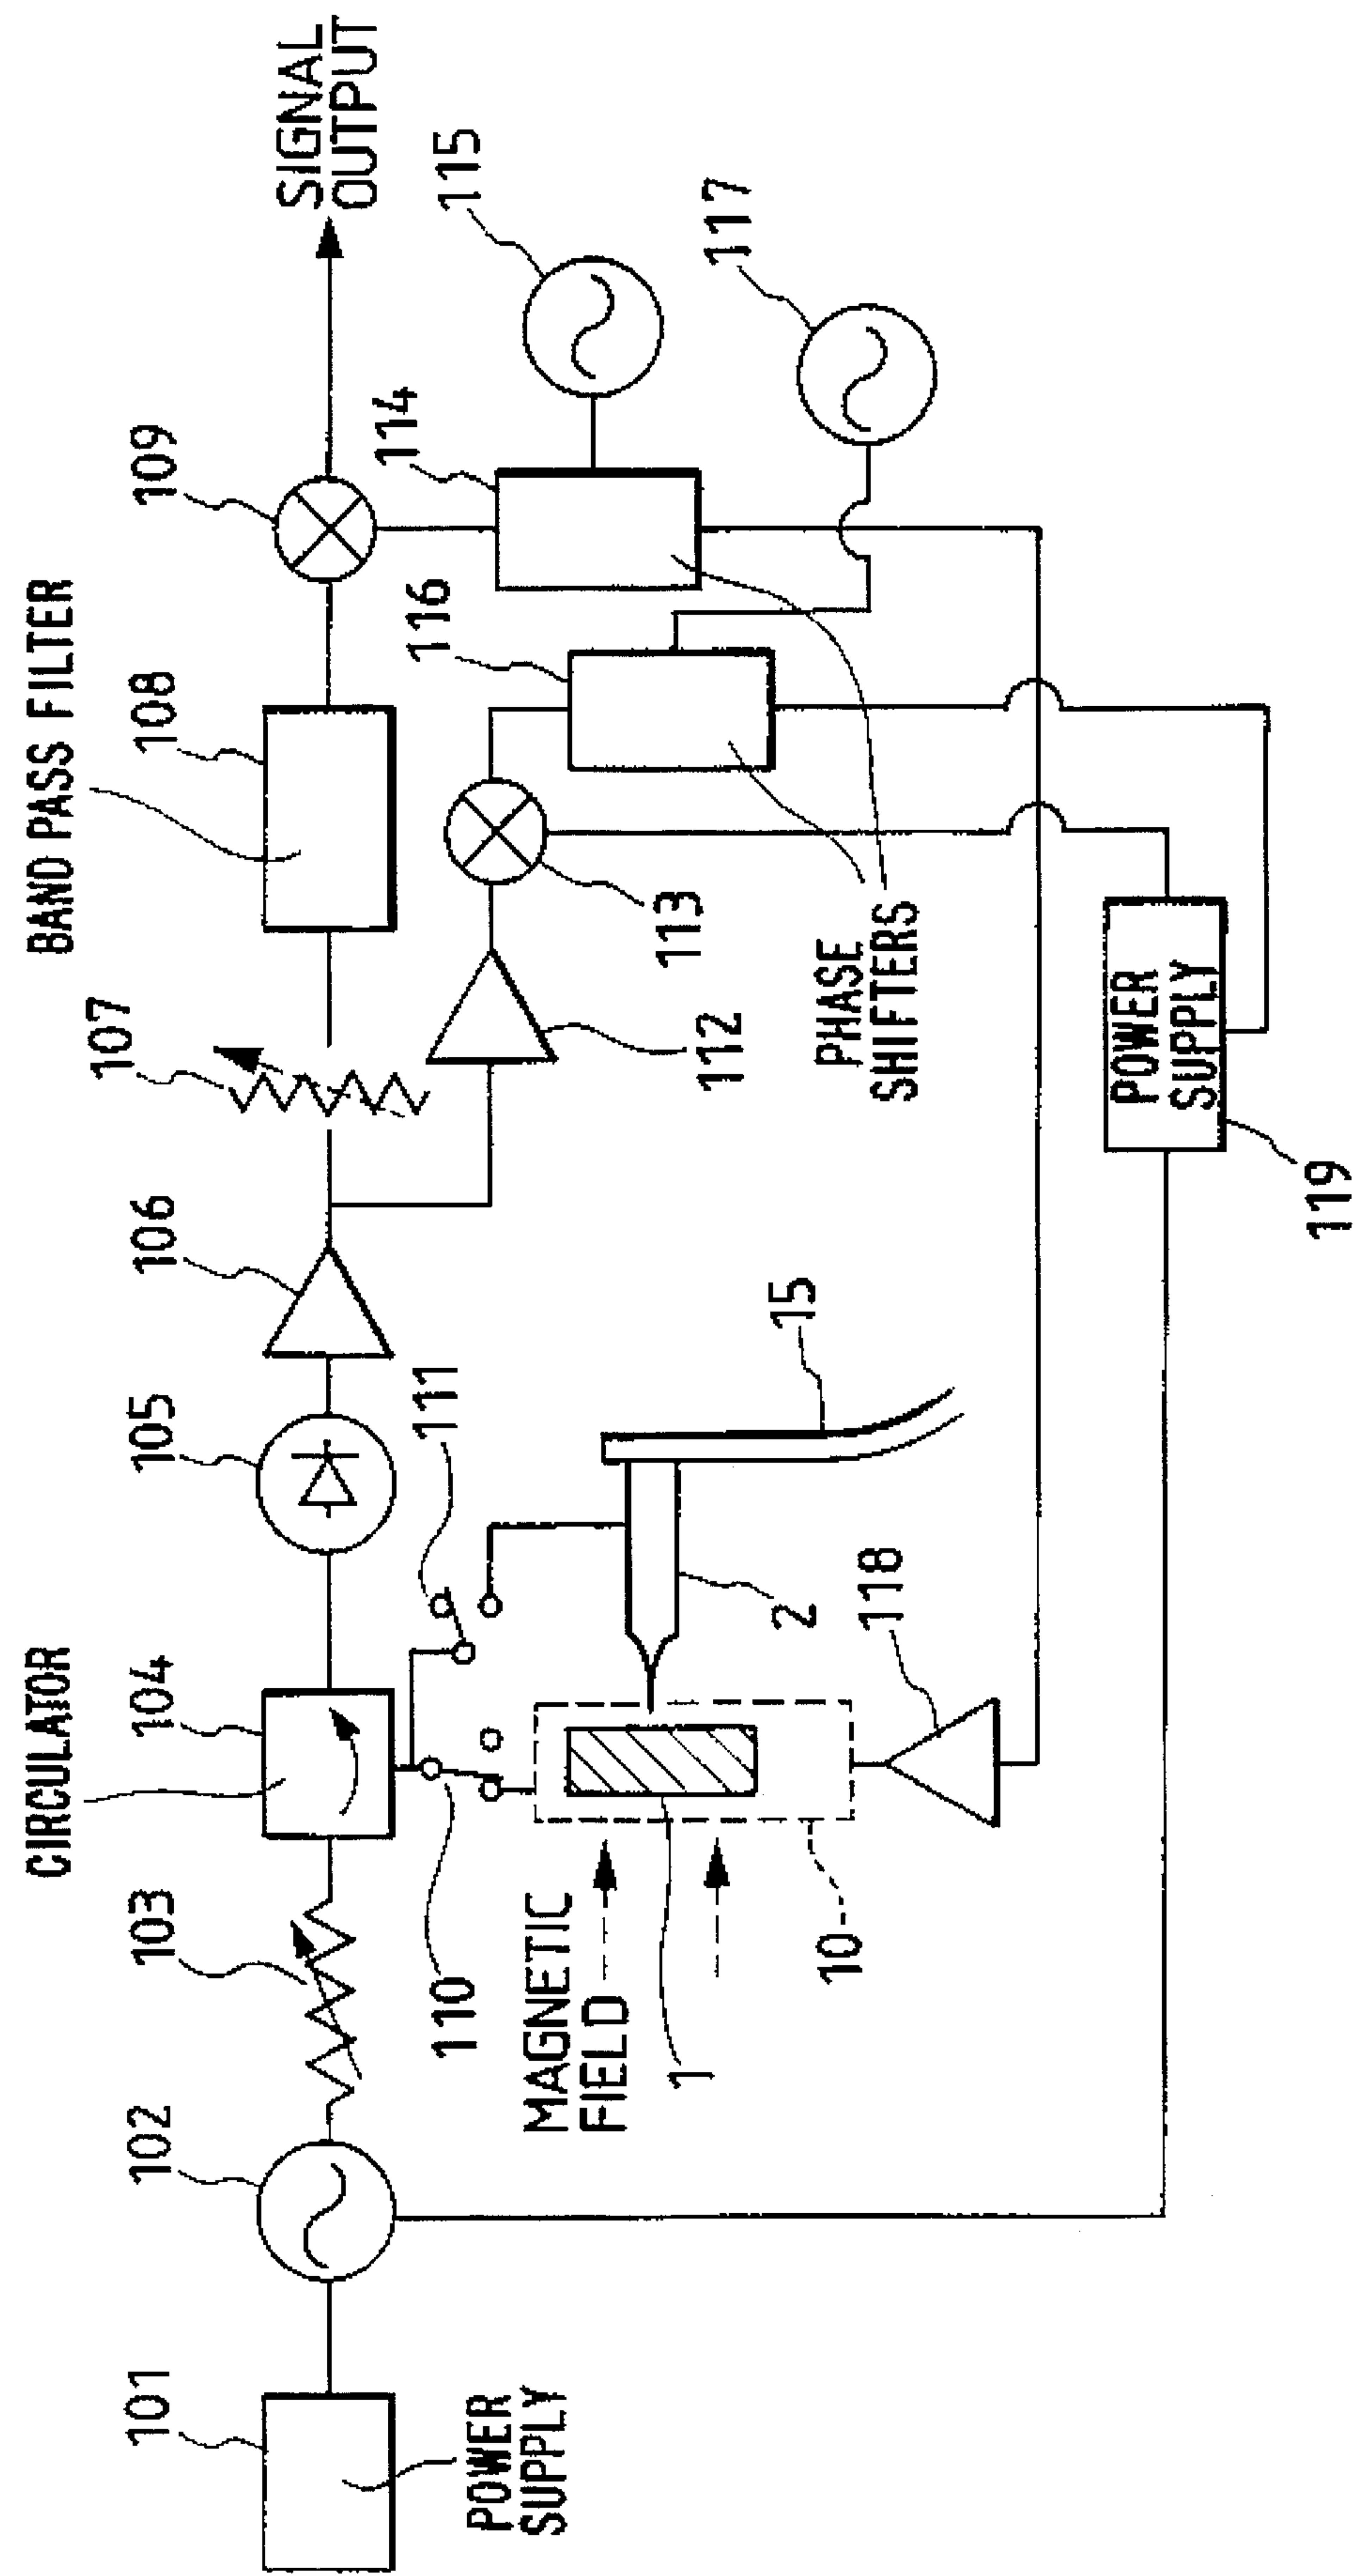 BAND PASS FILTER
CIRCULATOR
SIGNAL
OUTPUT
101
102
103
104
105
106
107
108
109
115
114
117
116
111
110
113
112
PHASE
SHIFTERS
MAGNETIC
FIELD
POWER
SUPPLY
1
10
2
15
118
POWER
SUPPLY
119